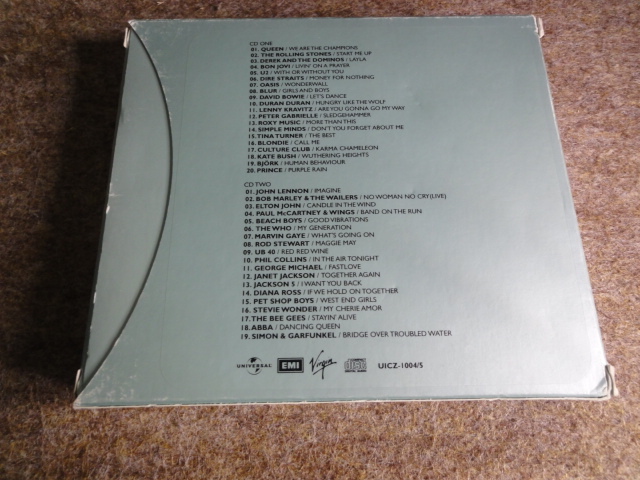 CD ONE
01. QUEEN / WE ARE THE CHAMPIONS
02. THE ROLLING STONES / START ME UP
03. DEREK AND THE DOMINOS / LAYLA
04. BON JOVI / LIVIN' ON A PRAYER
05. U2 / WITH OR WITHOUT YOU
06. DIRE STRAITS / MONEY FOR NOTHING
07. OASIS / WONDERWALL
08. BLUR / GIRLS AND BOYS
09. DAVID BOWIE / LET'S DANCE
10. DURAN DURAN / HUNGRY LIKE THE WOLF
11. LENNY KRAVITZ / ARE YOU GONNA GO MY WAY
12. PETER GABRIELLE / SLEDGEHAMMER
13. ROXY MUSIC / MORE THAN THIS
14. SIMPLE MINDS / DON'T YOU FORGET ABOUT ME
15. TINA TURNER / THE BEST
16. BLONDIE / CALL ME
17. CULTURE CLUB / KARMA CHAMELEON
18. KATE BUSH / WUTHERING HEIGHTS
19. BJÖRK / HUMAN BEHAVIOUR
20. PRINCE / PURPLE RAIN
CD TWO
01. JOHN LENNON / IMAGINE
02. BOB MARLEY & THE WAILERS / NO WOMAN NO CRY(LIVE)
03. ELTON JOHN / CANDLE IN THE WIND
04. PAUL McCARTNEY & WINGS / BAND ON THE RUN
05. BEACH BOYS / GOOD VIBRATIONS
06. THE WHO / MY GENERATION
07. MARVIN GAYE / WHAT'S GOING ON
08. ROD STEWART / MAGGIE MAY
09. UB 40 / RED RED WINE
10. PHIL COLLINS / IN THE AIR TONIGHT
11. GEORGE MICHAEL / FASTLOVE
12. JANET JACKSON / TOGETHER AGAIN
13. JACKSON 5 / I WANT YOU BACK
14. DIANA ROSS / IF WE HOLD ON TOGETHER
15. PET SHOP BOYS / WEST END GIRLS
16. STEVIE WONDER / MY CHERIE AMOR
17. THE BEE GEES / STAYIN' ALIVE
18. ABBA / DANCING QUEEN
19. SIMON & GARFUNKEL / BRIDGE OVER TROUBLED WATER
UNIVERSAL EMI Virgin COMPACT disc DIGITAL AUDIO UICZ-1004/5